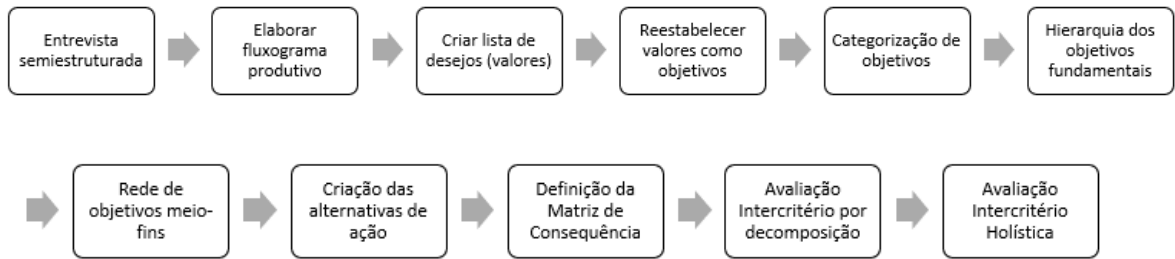 Entrevista
semiestruturada
Elaborar
fluxograma
produtivo
Criar lista de
desejos (valores)
Reestabelecer
valores como
objetivos
Categorização de
objetivos
Hierarquia dos
objetivos
fundamentais
Rede de
objetivos meio-
fins
Criação das
alternativas de
ação
Definição da
Matriz de
Consequência
Avaliação
Intercritério por
decomposição
Avaliação
Intercritério
Holística